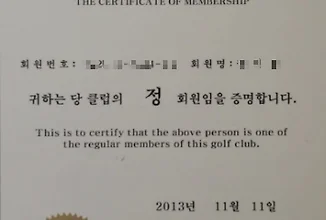 THE CERTIFICATE OF MEMBERSHIP
회원번호: 회원명:
귀하는 당 클럽의 정 회원임을 증명합니다.
This is to certify that the above person is one of
the regular members of this golf club.
2013년 11월 11일